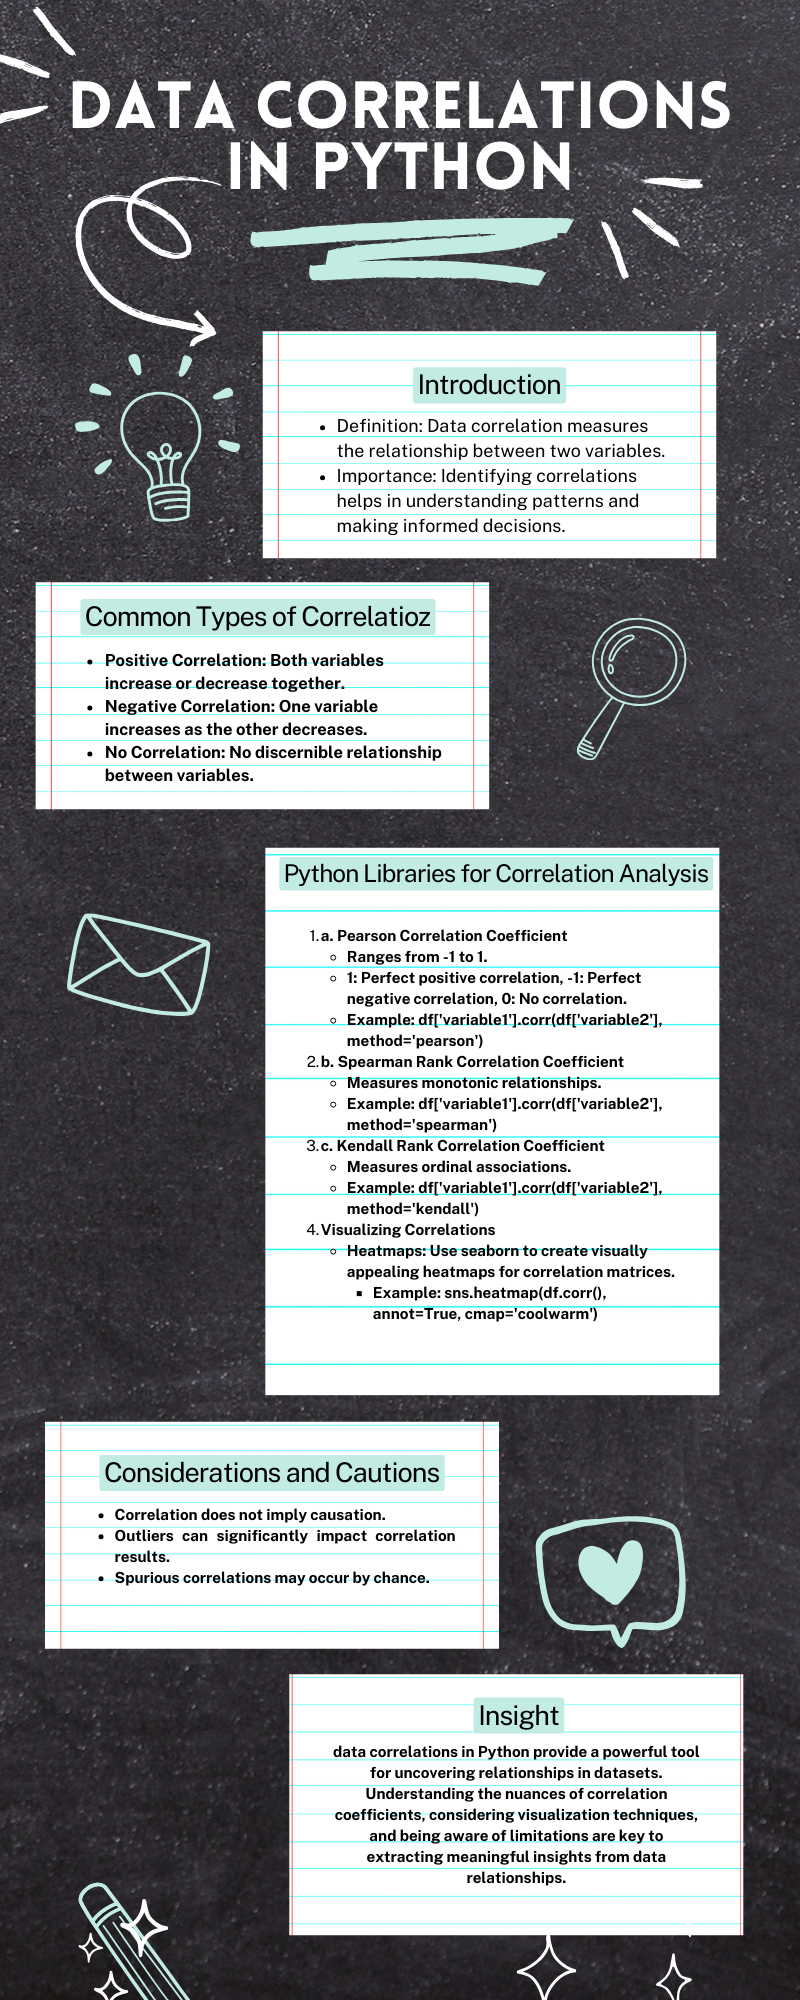 DATA CORRELATIONS
IN PYTHON
Introduction
• Definition: Data correlation measures
the relationship between two variables.
• Importance: Identifying correlations
helps in understanding patterns and
making informed decisions.
Common Types of Correlatioz
• Positive Correlation: Both variables
increase or decrease together.
• Negative Correlation: One variable
increases as the other decreases.
• No Correlation: No discernible relationship
between variables.
Python Libraries for Correlation Analysis
1. a. Pearson Correlation Coefficient
◦ Ranges from -1 to 1.
◦ 1: Perfect positive correlation, -1: Perfect
negative correlation, 0: No correlation.
◦ Example: df['variable1'].corr(df['variable2'],
method='pearson')
2. b. Spearman Rank Correlation Coefficient
◦ Measures monotonic relationships.
◦ Example: df['variable1'].corr(df['variable2'],
method='spearman')
3. c. Kendall Rank Correlation Coefficient
◦ Measures ordinal associations.
◦ Example: df['variable1'].corr(df['variable2'],
method='kendall')
4. Visualizing Correlations
◦ Heatmaps: Use seaborn to create visually
appealing heatmaps for correlation matrices.
▪ Example: sns.heatmap(df.corr(),
annot=True, cmap='coolwarm')
Considerations and Cautions
• Correlation does not imply causation.
• Outliers can significantly impact correlation
results.
• Spurious correlations may occur by chance.
Insight
data correlations in Python provide a powerful tool
for uncovering relationships in datasets.
Understanding the nuances of correlation
coefficients, considering visualization techniques,
and being aware of limitations are key to
extracting meaningful insights from data
relationships.